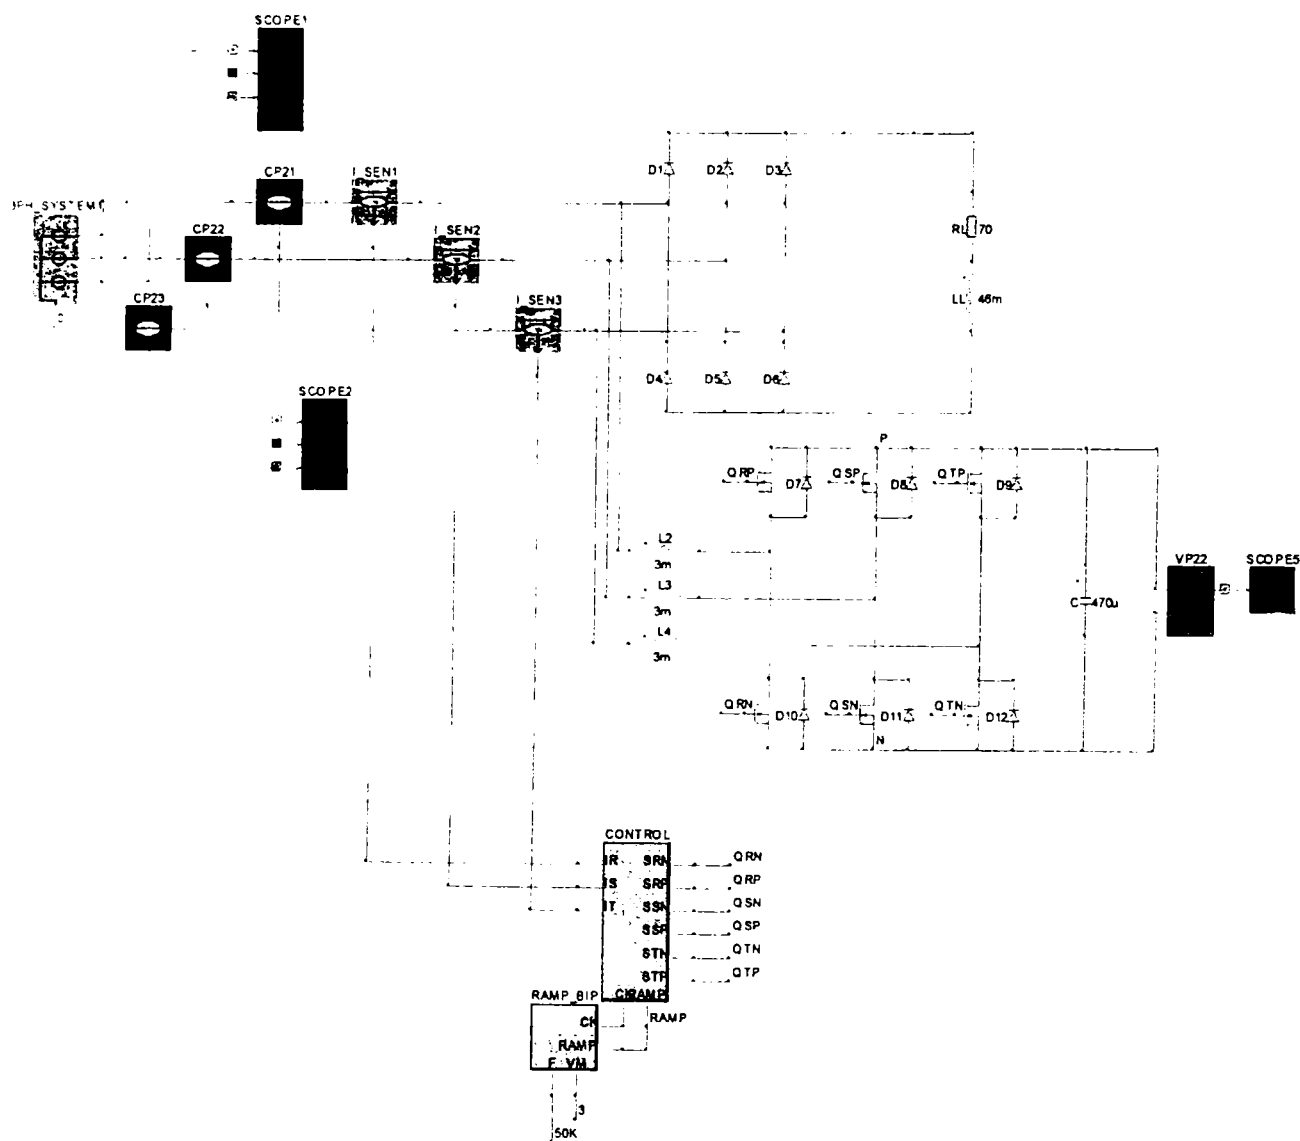 SCOPE1
CP21
I_SEN1
D1
D2
D3
CP22
I_SEN2
RL 70
CP23
I_SEN3
LL 46m
D4
D5
D6
SCOPE2
P
QRP
D7
QSP
D8
QTP
D9
L2
3m
L3
3m
L4
3m
C 470u
VP22
SCOPE5
QRN
D10
QSN
D11
QTN
D12
N
CONTROL
IR SRN QRN
IS SRP QRP
IT SSN QSN
SSP QSP
STN QTN
STP QTP
RAMP_BIP
RAMP
CK
RAMP
F VM
3
50K